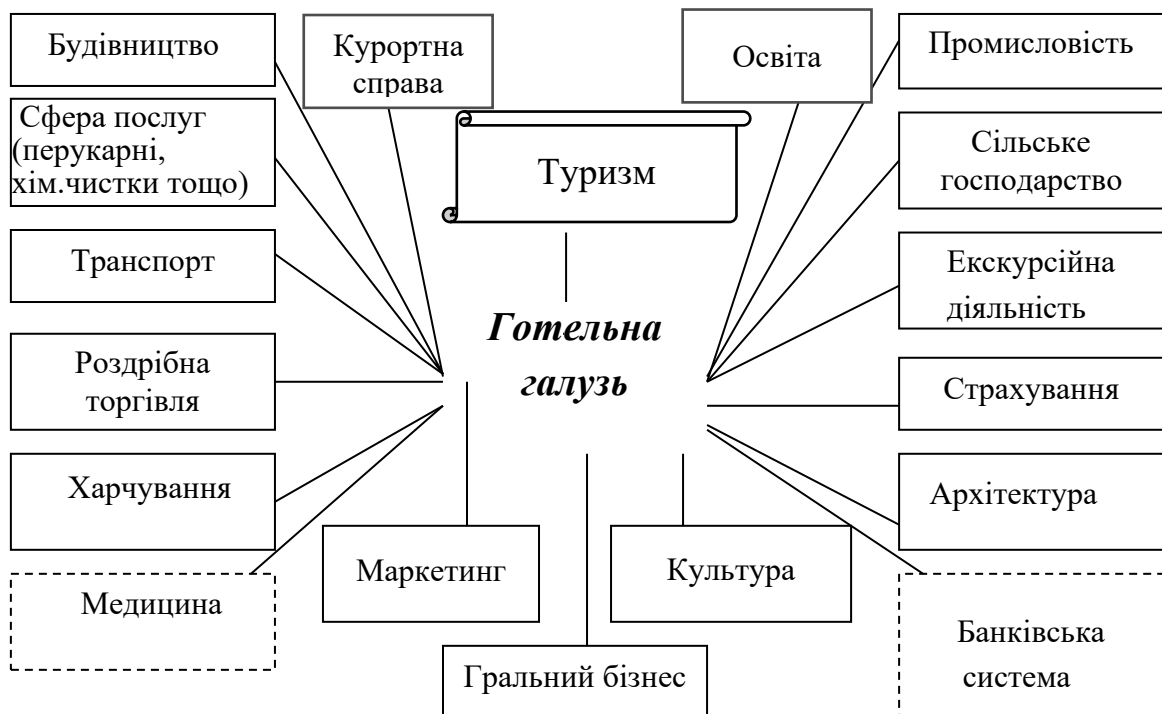 Будівництво
Курортна
справа
Освіта
Промисловість
Сфера послуг
(перукарні,
хім.чистки тощо)
Туризм
Сільське
господарство
Транспорт
Екскурсійна
діяльність
Готельна
галузь
Роздрібна
торгівля
Страхування
Харчування
Архітектура
Маркетинг
Культура
Медицина
Банківська
система
Гральний бізнес